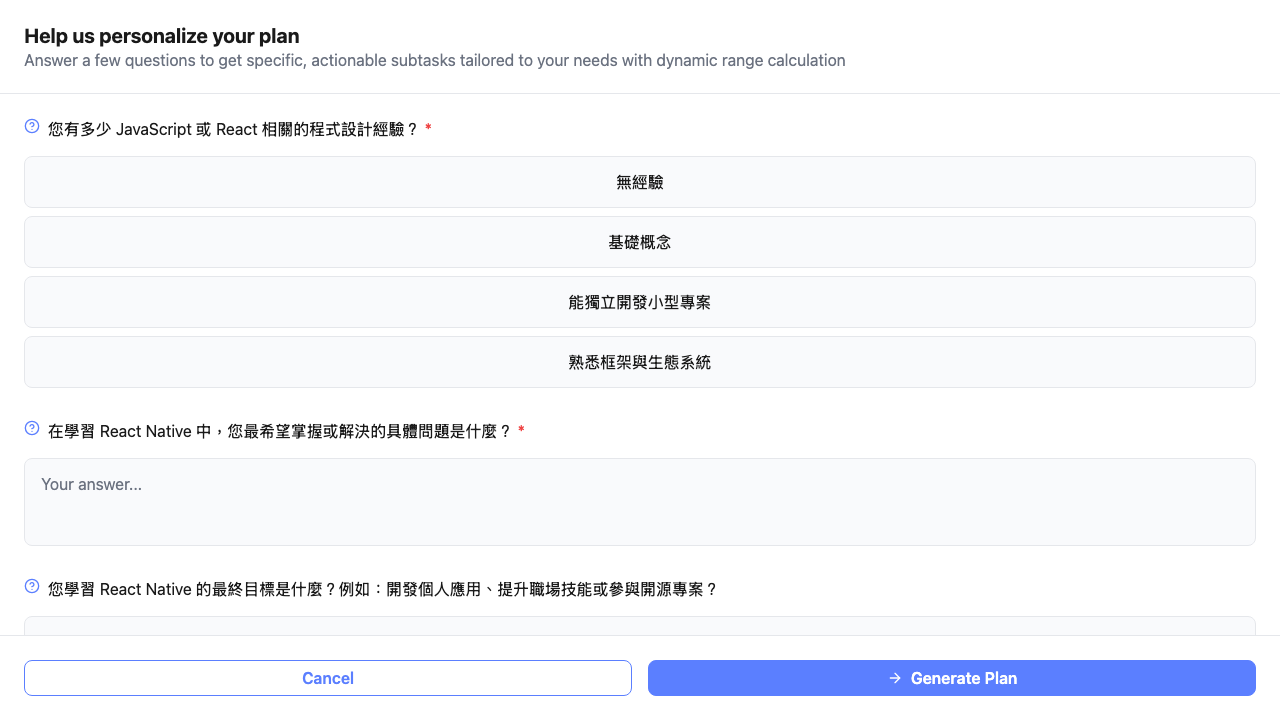 Help us personalize your plan
Answer a few questions to get specific, actionable subtasks tailored to your needs with dynamic range calculation
您有多少 JavaScript 或 React 相關的程式設計經驗？ *
無經驗
基礎概念
能獨立開發小型專案
熟悉框架與生態系統
在學習 React Native 中，您最希望掌握或解決的具體問題是什麼？ *
Your answer...
您學習 React Native 的最終目標是什麼？例如：開發個人應用、提升職場技能或參與開源專案？
Cancel
→ Generate Plan